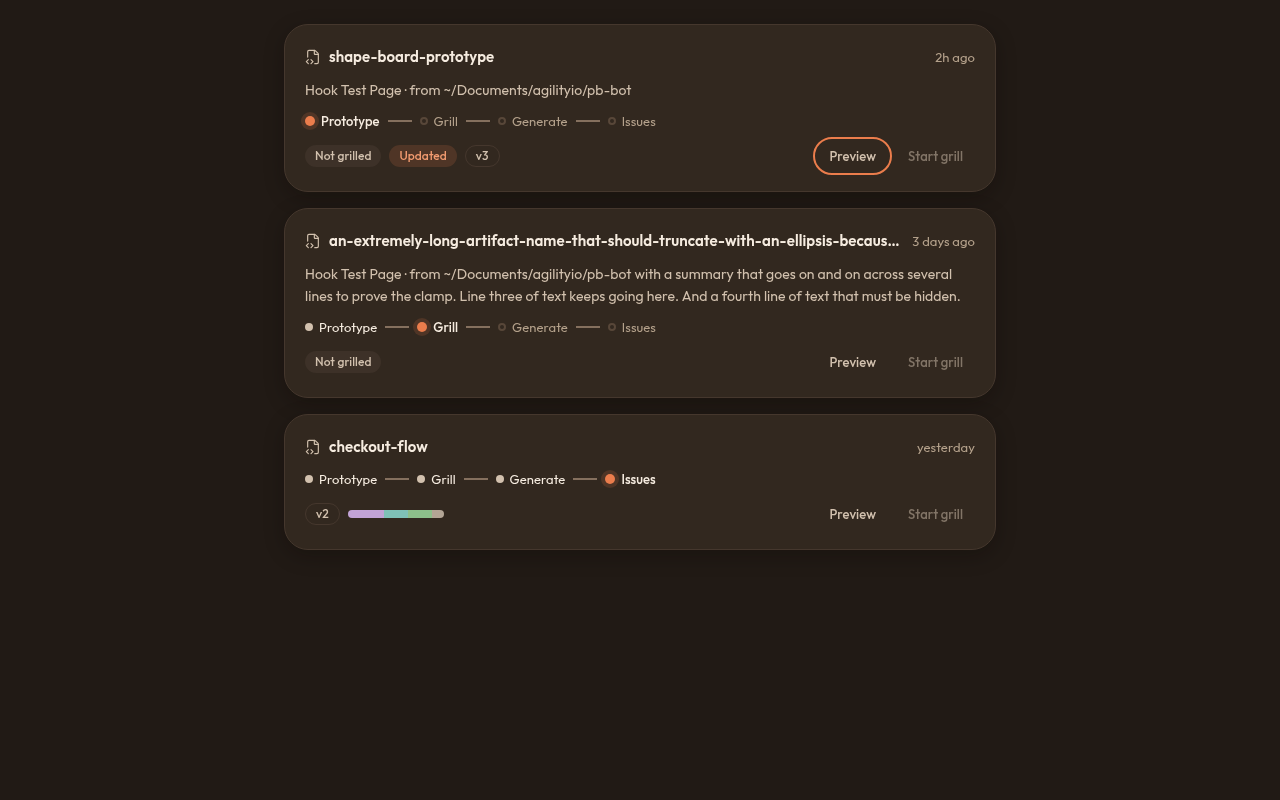 shape-board-prototype 2h ago
Hook Test Page · from ~/Documents/agilityio/pb-bot
Prototype Grill Generate Issues
Not grilled Updated v3 Preview Start grill
an-extremely-long-artifact-name-that-should-truncate-with-an-ellipsis-becaus... 3 days ago
Hook Test Page · from ~/Documents/agilityio/pb-bot with a summary that goes on and on across several
lines to prove the clamp. Line three of text keeps going here. And a fourth line of text that must be hidden.
Prototype Grill Generate Issues
Not grilled Preview Start grill
checkout-flow yesterday
Prototype Grill Generate Issues
v2 Preview Start grill